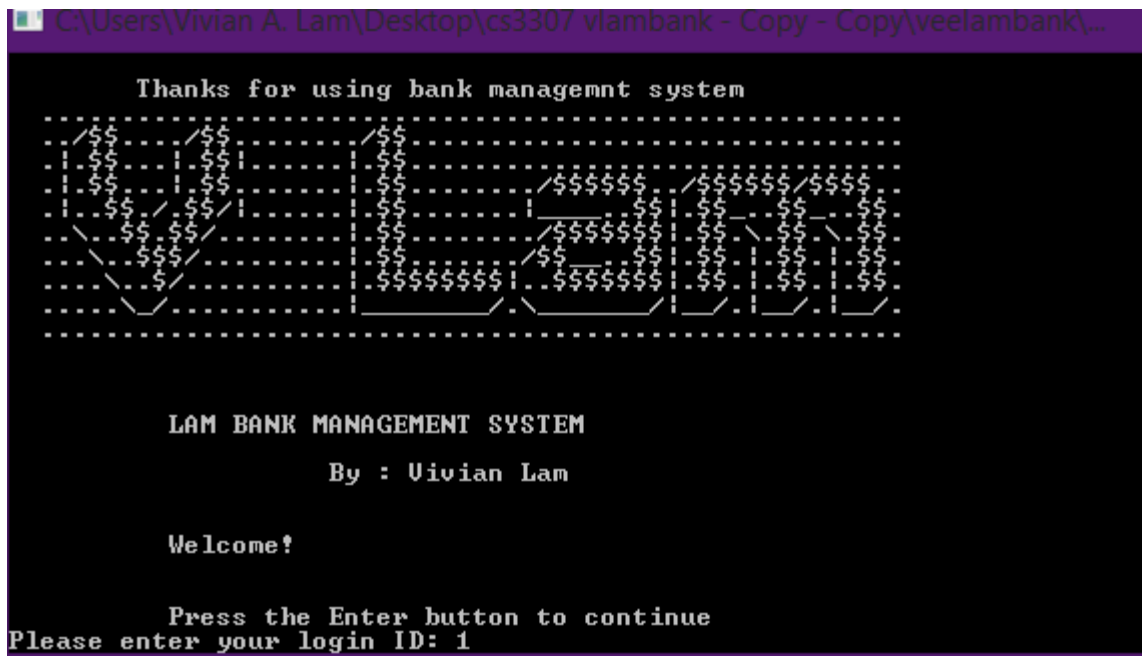 C:\Users\Vivian A. Lam\Desktop\cs3307 vlambank - Copy - Copy\veelambank\...
Thanks for using bank managemnt system
V Lam
LAM BANK MANAGEMENT SYSTEM
By : Vivian Lam
Welcome!
Press the Enter button to continue
Please enter your login ID: 1